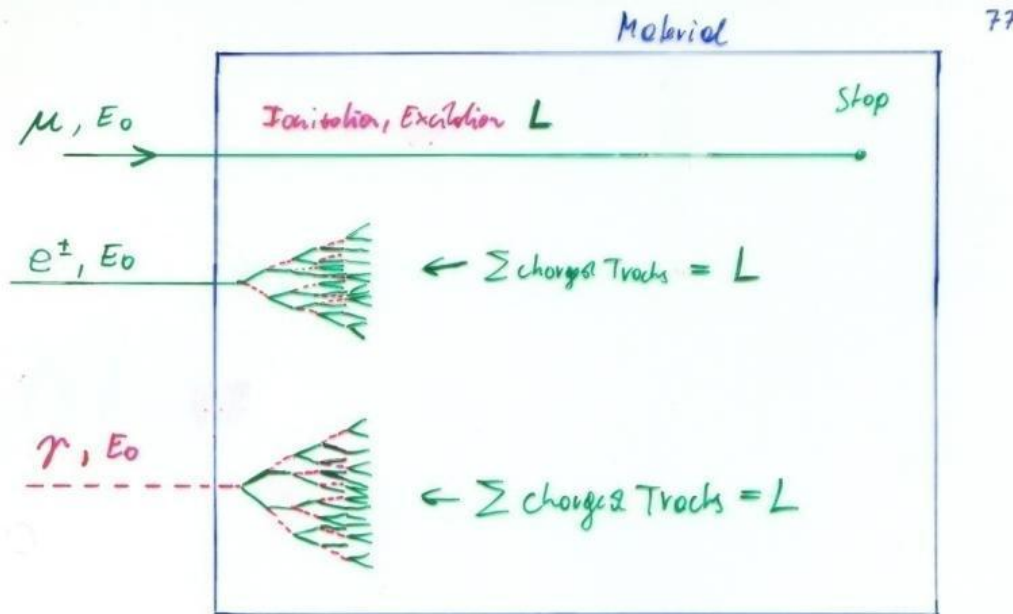 77
Material
μ, E₀
Ionisation, Excitation L
Stop
e±, E₀
← Σ charged Tracks = L
γ, E₀
← Σ charged Tracks = L